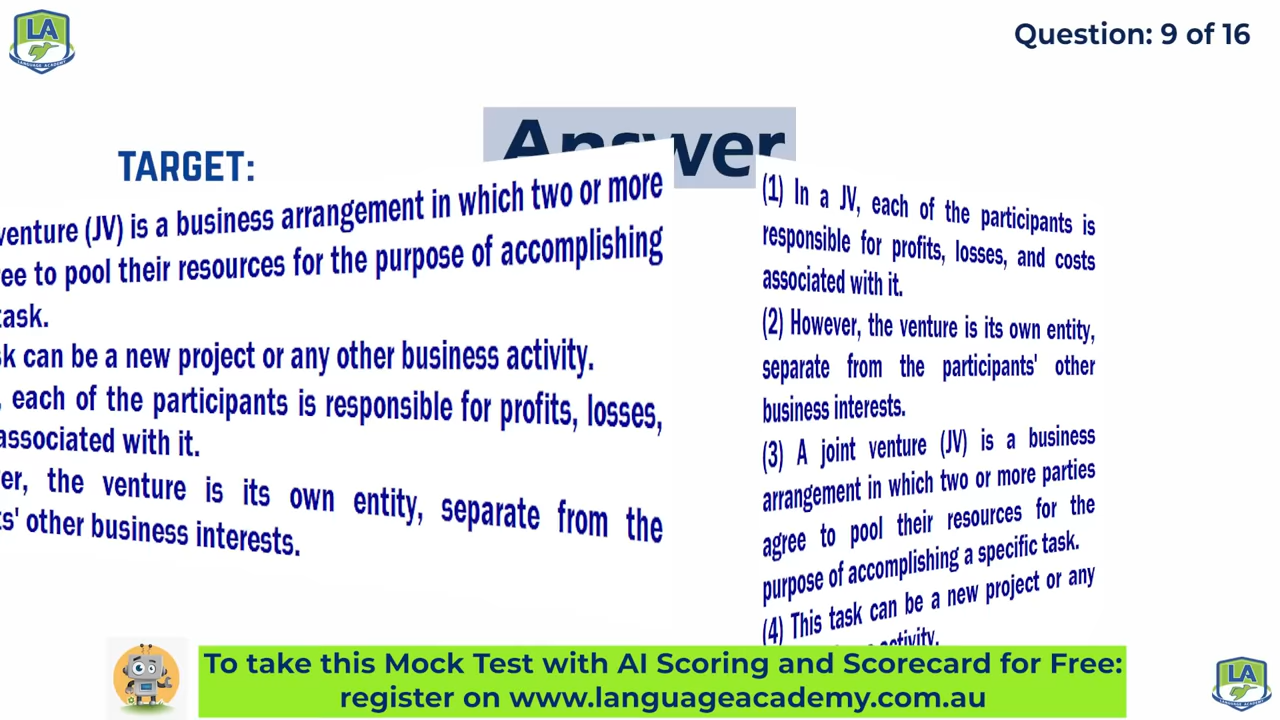 LA
LANGUAGE ACADEMY
Question: 9 of 16
Answer
TARGET:
venture (JV) is a business arrangement in which two or more
ree to pool their resources for the purpose of accomplishing
task.
sk can be a new project or any other business activity.
, each of the participants is responsible for profits, losses,
associated with it.
er, the venture is its own entity, separate from the
ts' other business interests.
(1) In a JV, each of the participants is
responsible for profits, losses, and costs
associated with it.
(2) However, the venture is its own entity,
separate from the participants' other
business interests.
(3) A joint venture (JV) is a business
arrangement in which two or more parties
agree to pool their resources for the
purpose of accomplishing a specific task.
(4) This task can be a new project or any
activity.
To take this Mock Test with AI Scoring and Scorecard for Free:
register on www.languageacademy.com.au
LA